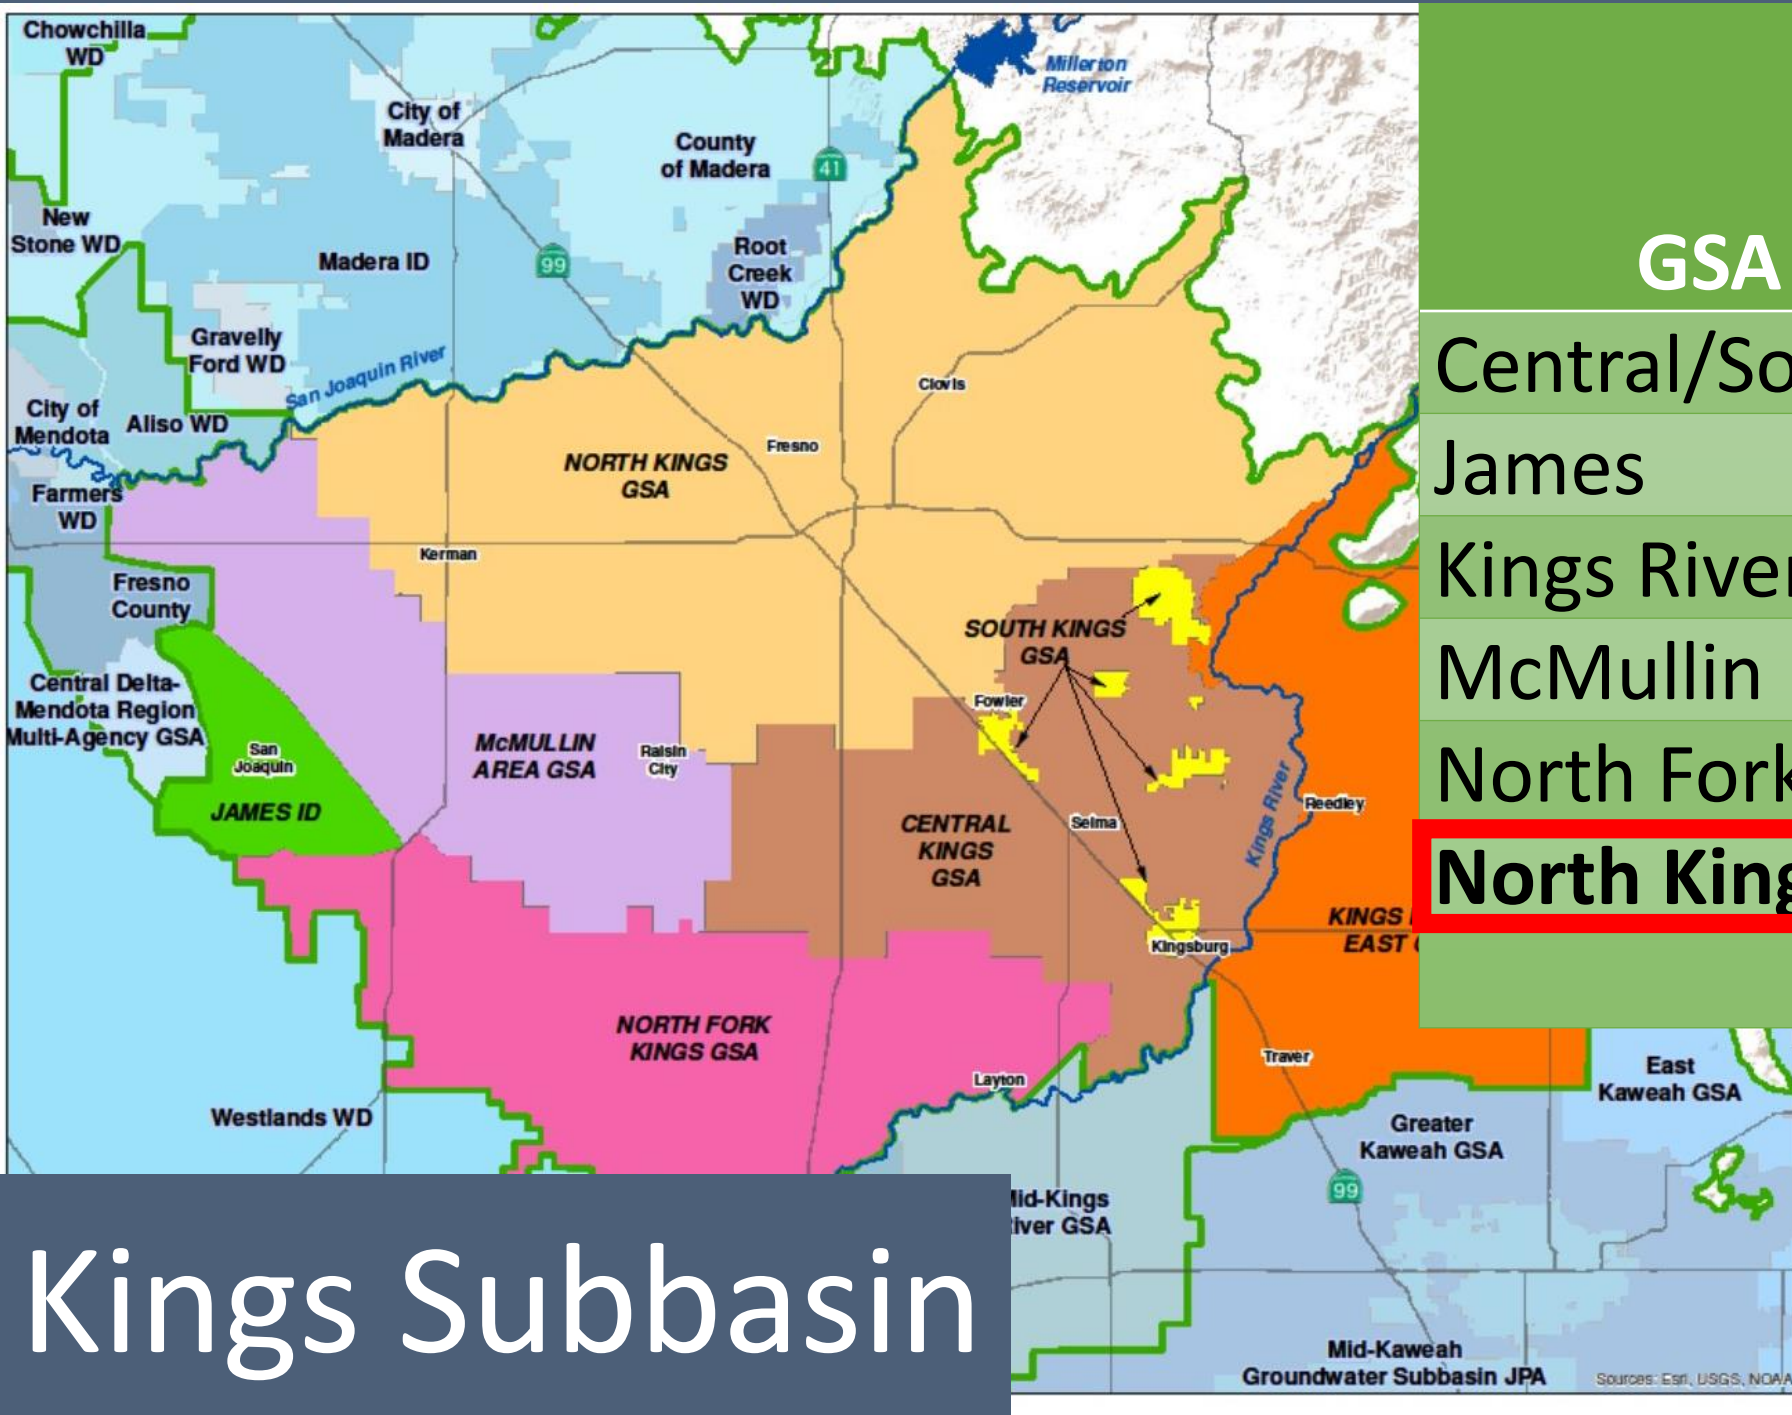 Chowchilla
WD
City of
Madera
County
of Madera
41
Millerton
Reservoir
New
Stone WD
Madera ID
99
Root
Creek
WD
Gravelly
Ford WD
San Joaquin River
City of
Mendota
Aliso WD
Clovis
Fresno
NORTH KINGS
GSA
Farmers
WD
Kerman
Fresno
County
SOUTH KINGS
GSA
Central Delta-
Mendota Region
Multi-Agency GSA
Fowler
San
Joaquin
McMULLIN
AREA GSA
Raisin
City
JAMES ID
CENTRAL
KINGS
GSA
Selma
Kings River
Reedley
KINGS
EAST
Kingsburg
NORTH FORK
KINGS GSA
Layton
Traver
Westlands WD
East
Kaweah GSA
Greater
Kaweah GSA
99
Mid-Kings
River GSA
Mid-Kaweah
Groundwater Subbasin JPA
Sources: Esri, USGS, NOAA
GSA
Central/So
James
Kings River
McMullin
North Fork
North King
Kings Subbasin